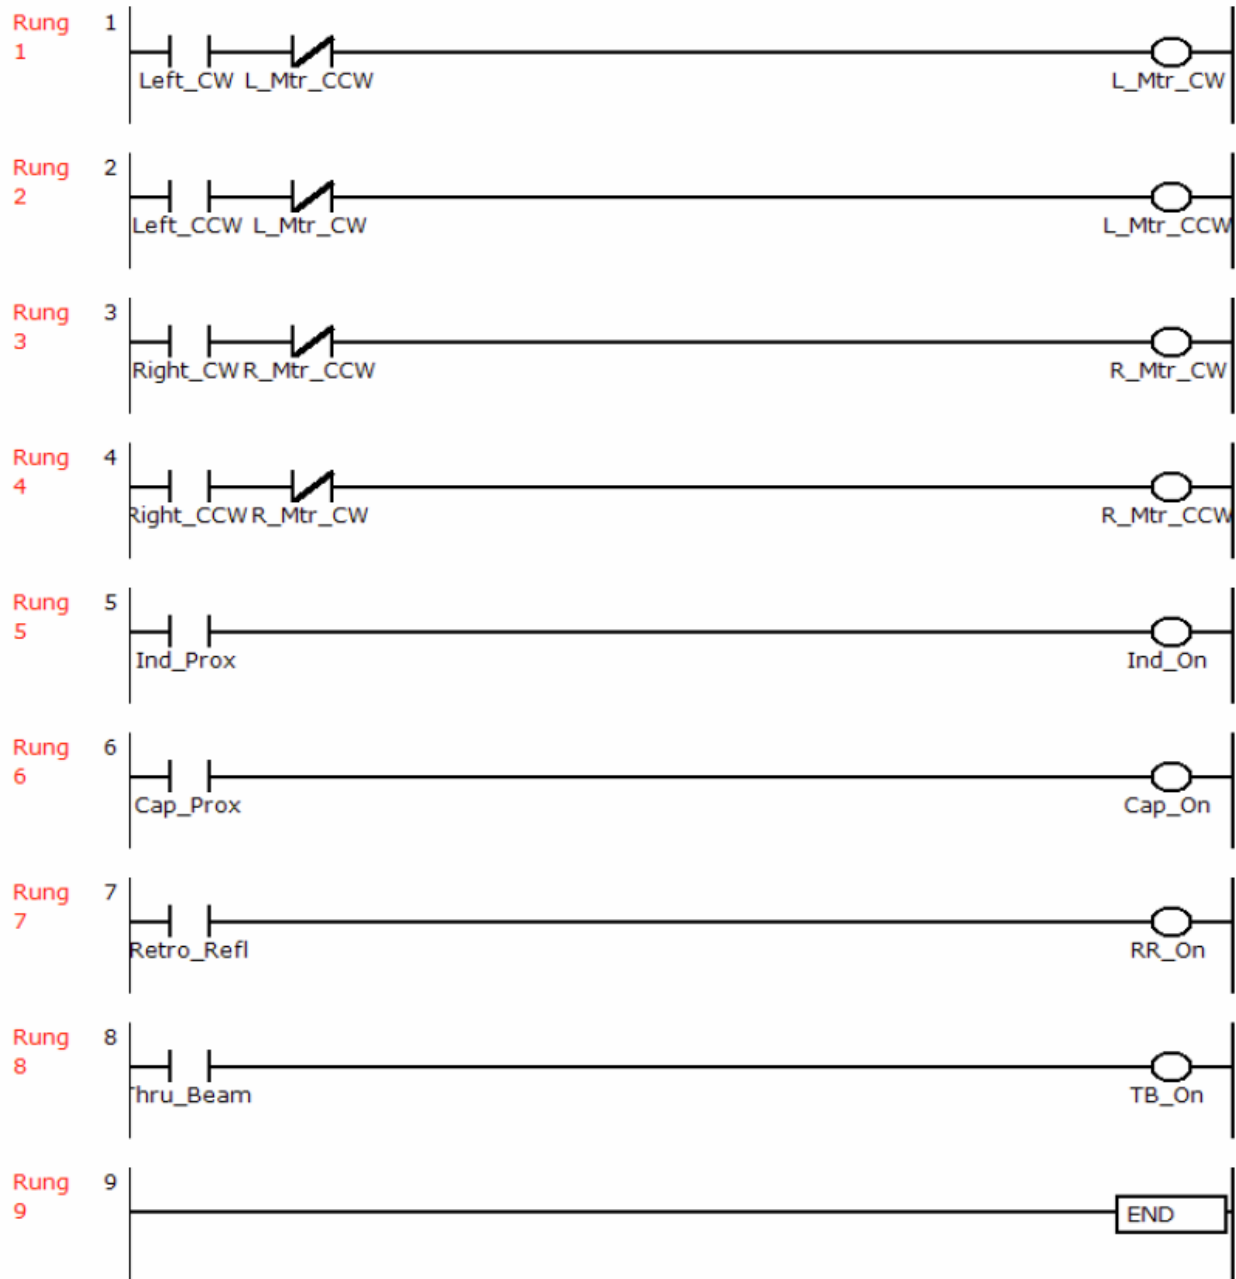 Rung 1
1
Left_CW L_Mtr_CCW L_Mtr_CW
Rung 2
2
Left_CCW L_Mtr_CW L_Mtr_CCW
Rung 3
3
Right_CW R_Mtr_CCW R_Mtr_CW
Rung 4
4
Right_CCW R_Mtr_CW R_Mtr_CCW
Rung 5
5
Ind_Prox Ind_On
Rung 6
6
Cap_Prox Cap_On
Rung 7
7
Retro_Refl RR_On
Rung 8
8
Thru_Beam TB_On
Rung 9
9
END